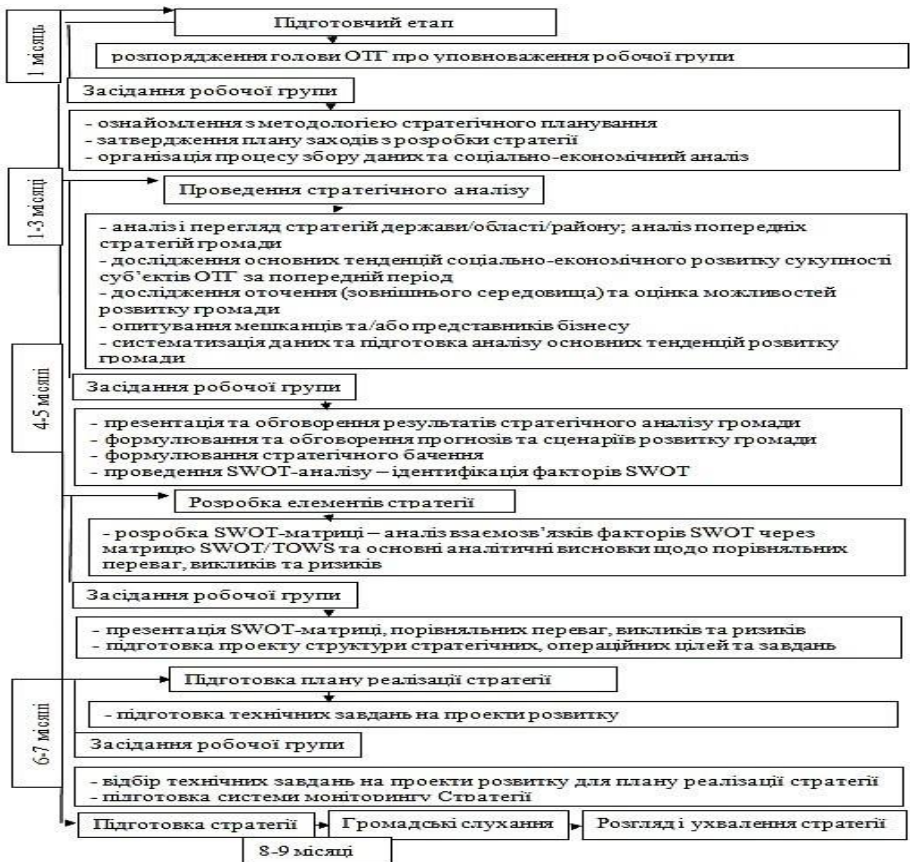 1 місяць
Підготовчий етап
розпорядження голови ОТГ про уповноваження робочої групи
Засідання робочої групи
- ознайомлення з методологією стратегічного планування
- затвердження плану заходів з розробки стратегії
- організація процесу збору даних та соціально-економічний аналіз
1-3 місяці
Проведення стратегічного аналізу
- аналіз і перегляд стратегій держави/області/району; аналіз попередніх
стратегій громади
- дослідження основних тенденцій соціально-економічного розвитку сукупності
суб’єктів ОТГ за попередній період
- дослідження оточення (зовнішнього середовища) та оцінка можливостей
розвитку громади
- опитування мешканців та/або представників бізнесу
- систематизація даних та підготовка аналізу основних тенденцій розвитку
громади
4-5 місяці
Засідання робочої групи
- презентація та обговорення результатів стратегічного аналізу громади
- формулювання та обговорення прогнозів та сценаріїв розвитку громади
- формулювання стратегічного бачення
- проведення SWOT-аналізу – ідентифікація факторів SWOT
Розробка елементів стратегії
- розробка SWOT-матриці – аналіз взаємозв’язків факторів SWOT через
матрицю SWOT/TOWS та основні аналітичні висновки щодо порівняльних
переваг, викликів та ризиків
Засідання робочої групи
- презентація SWOT-матриці, порівняльних переваг, викликів та ризиків
- підготовка проекту структури стратегічних, операційних цілей та завдань
6-7 місяці
Підготовка плану реалізації стратегії
- підготовка технічних завдань на проекти розвитку
Засідання робочої групи
- відбір технічних завдань на проекти розвитку для плану реалізації стратегії
- підготовка системи моніторингу Стратегії
Підготовка стратегії
Громадські слухання
Розгляд і ухвалення стратегії
8-9 місяці